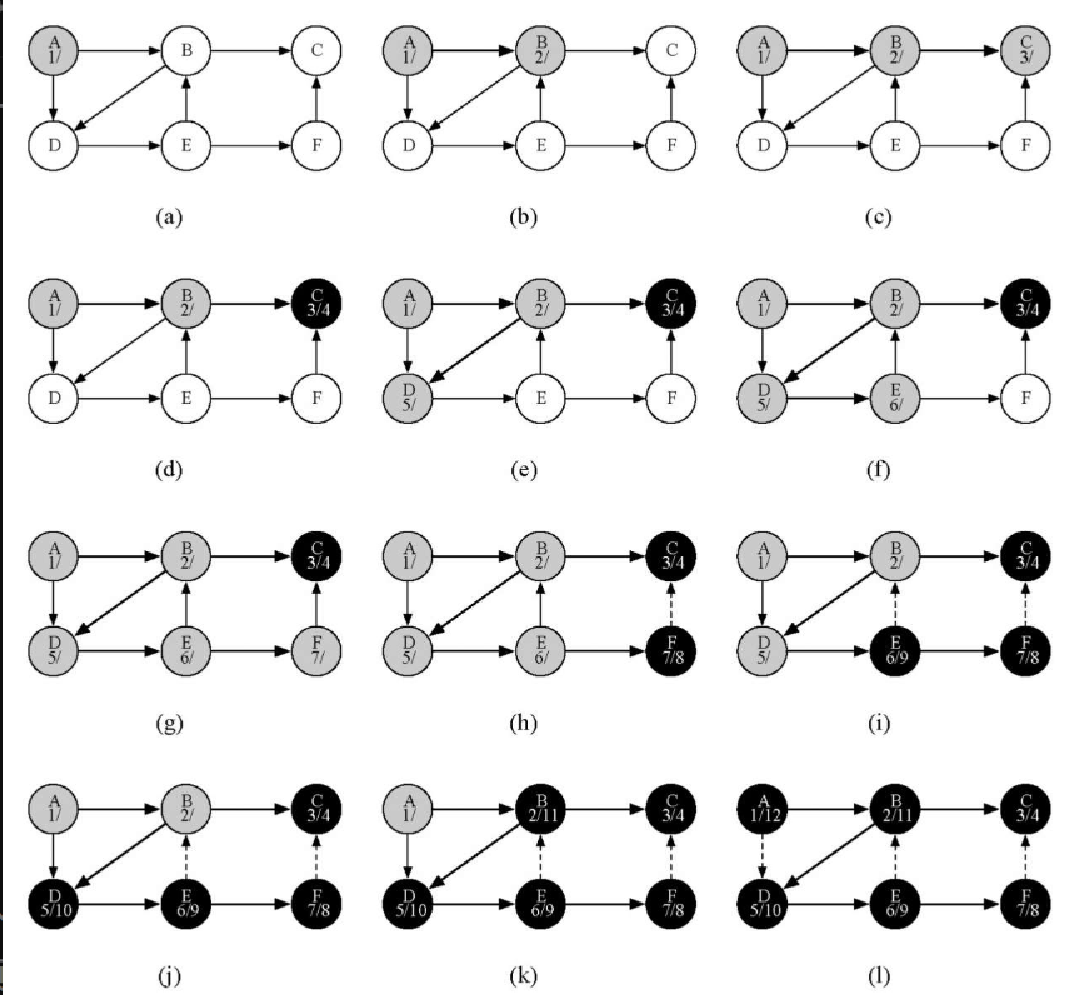 A B C
1/
D E F
A B C
1/ 2/
D E F
A B C
1/ 2/ 3/
D E F
(a) (b) (c)
A B C
1/ 2/ 3/4
D E F
A B C
1/ 2/ 3/4
D E F
5/
A B C
1/ 2/ 3/4
D E F
5/ 6/
(d) (e) (f)
A B C
1/ 2/ 3/4
D E F
5/ 6/ 7/
A B C
1/ 2/ 3/4
D E F
5/ 6/ 7/8
A B C
1/ 2/ 3/4
D E F
5/ 6/9 7/8
(g) (h) (i)
A B C
1/ 2/ 3/4
D E F
5/10 6/9 7/8
A B C
1/ 2/11 3/4
D E F
5/10 6/9 7/8
A B C
1/12 2/11 3/4
D E F
5/10 6/9 7/8
(j) (k) (l)